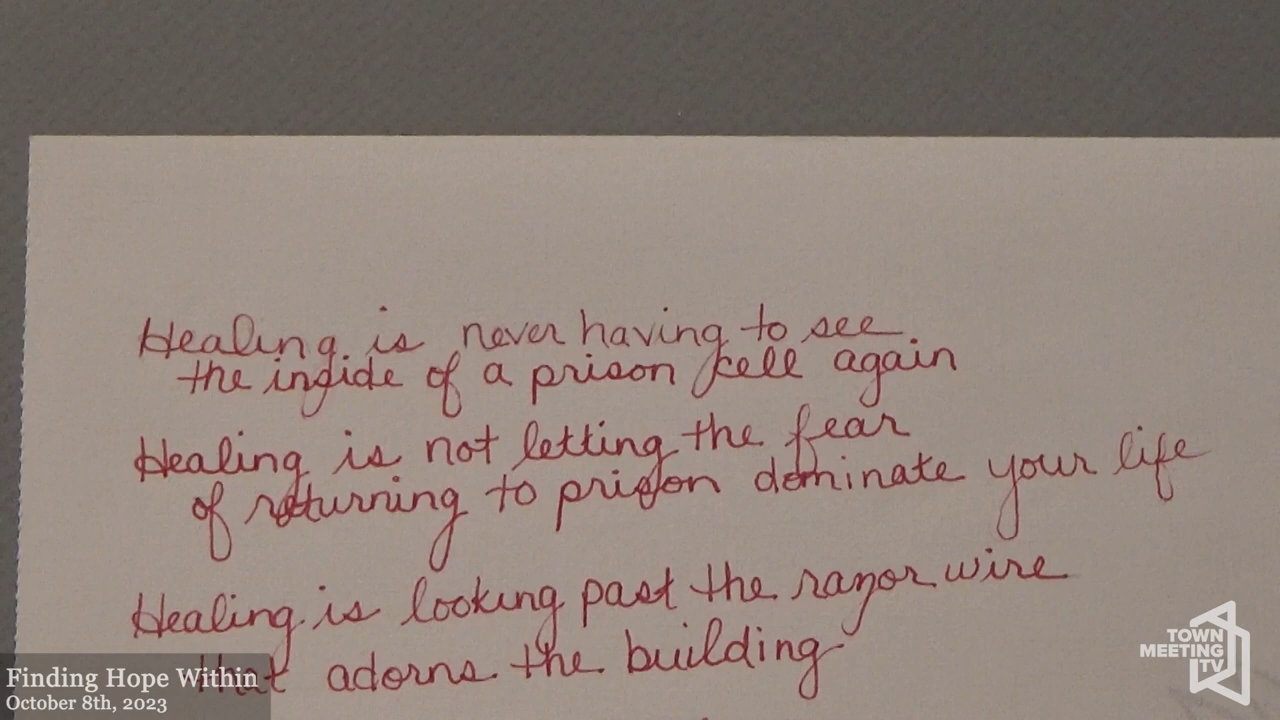 Healing is never having to see
the inside of a prison cell again
Healing is not letting the fear
of returning to prison dominate your life
Healing is looking past the razor wire
that adorns the building
Finding Hope Within
October 8th, 2023
TOWN
MEETING
TV